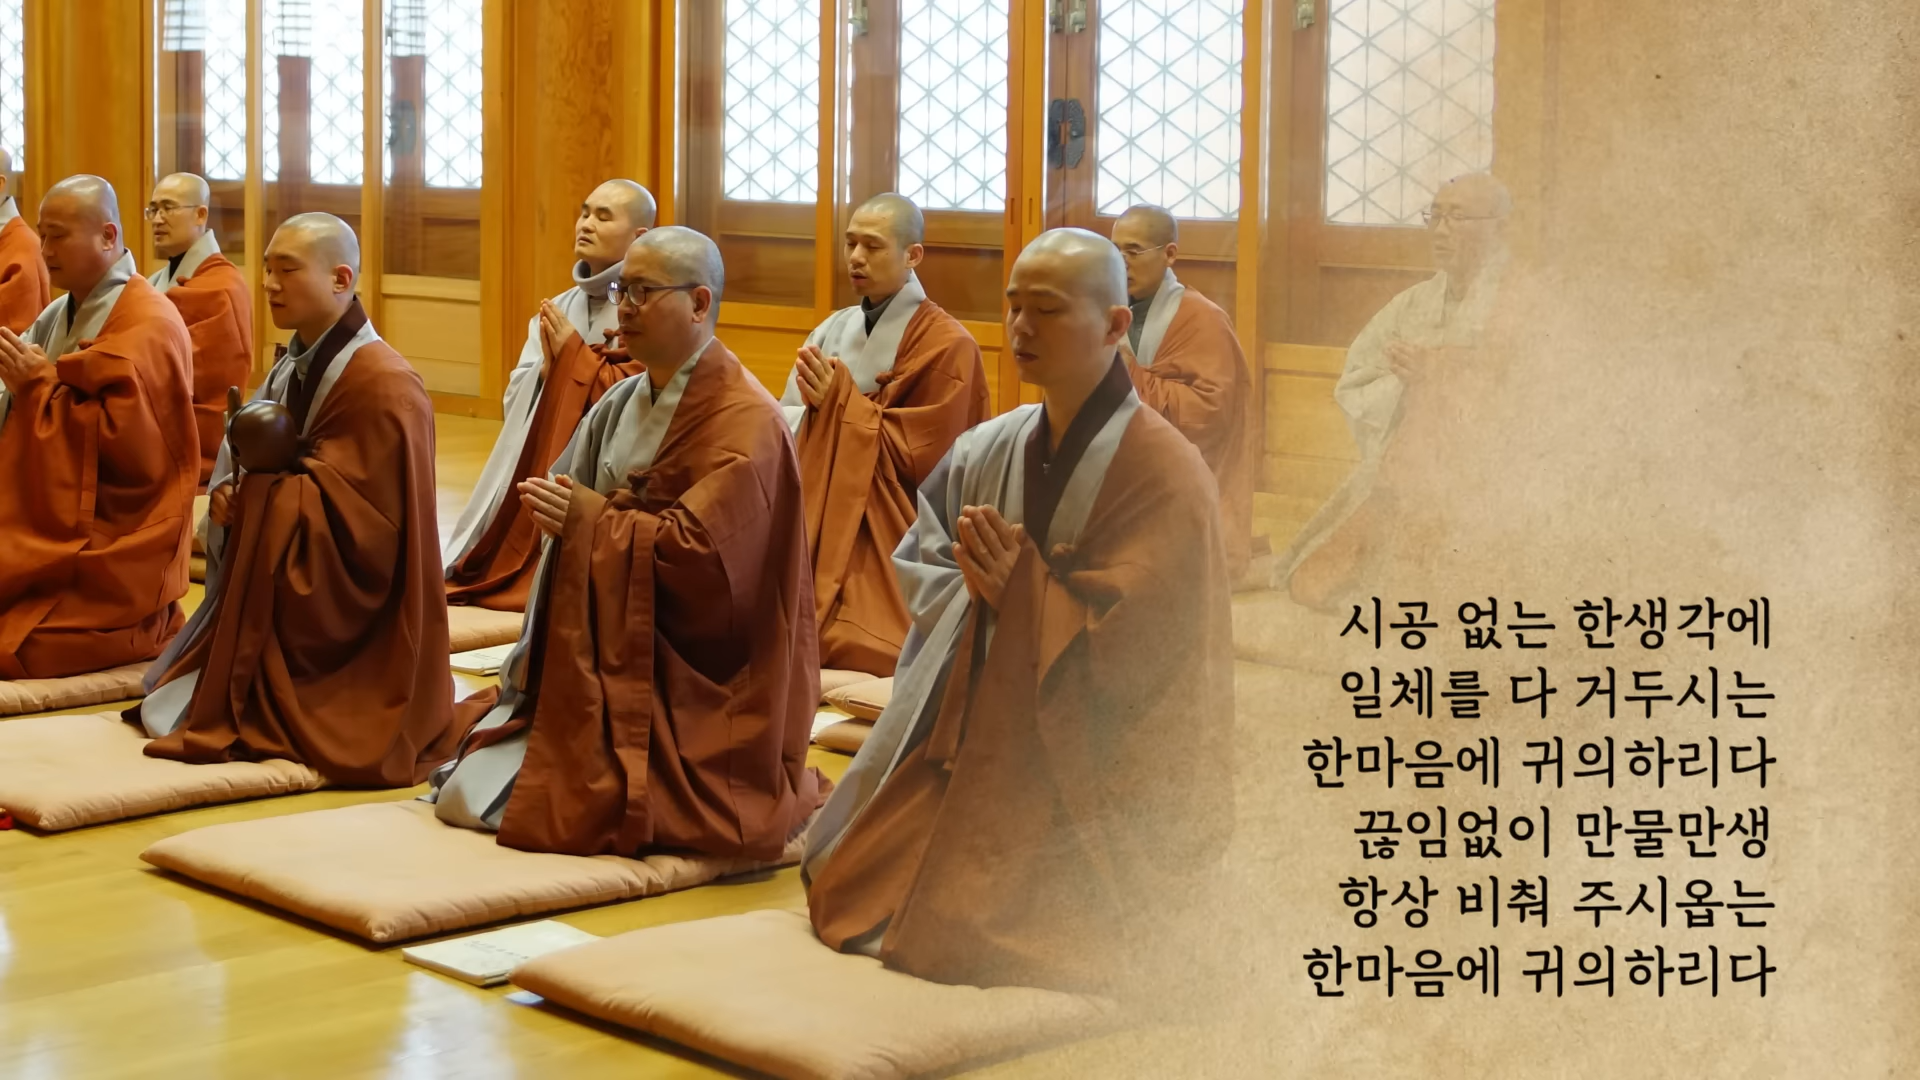 시공 없는 한생각에
일체를 다 거두시는
한마음에 귀의하리다
끊임없이 만물만생
항상 비춰 주시옵는
한마음에 귀의하리다